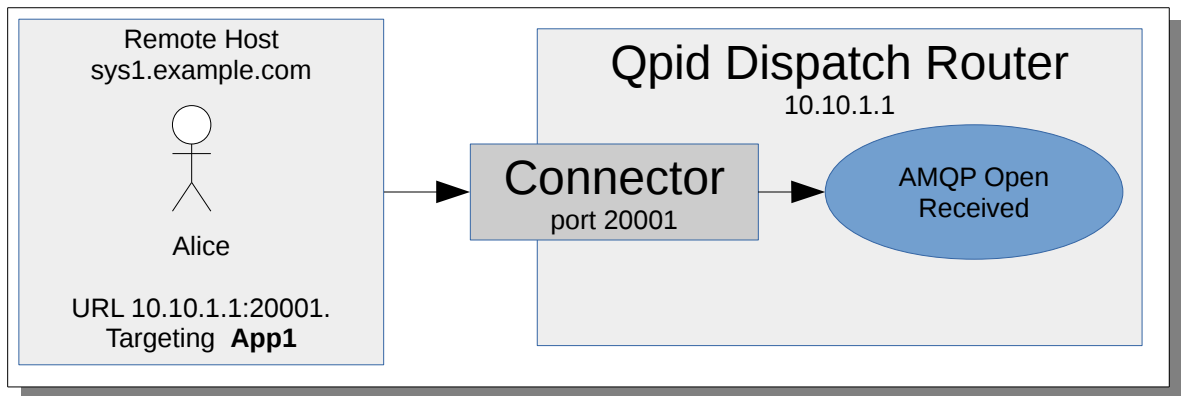 Remote Host
sys1.example.com
Alice
URL 10.10.1.1:20001.
Targeting App1
Qpid Dispatch Router
10.10.1.1
Connector
port 20001
AMQP Open
Received